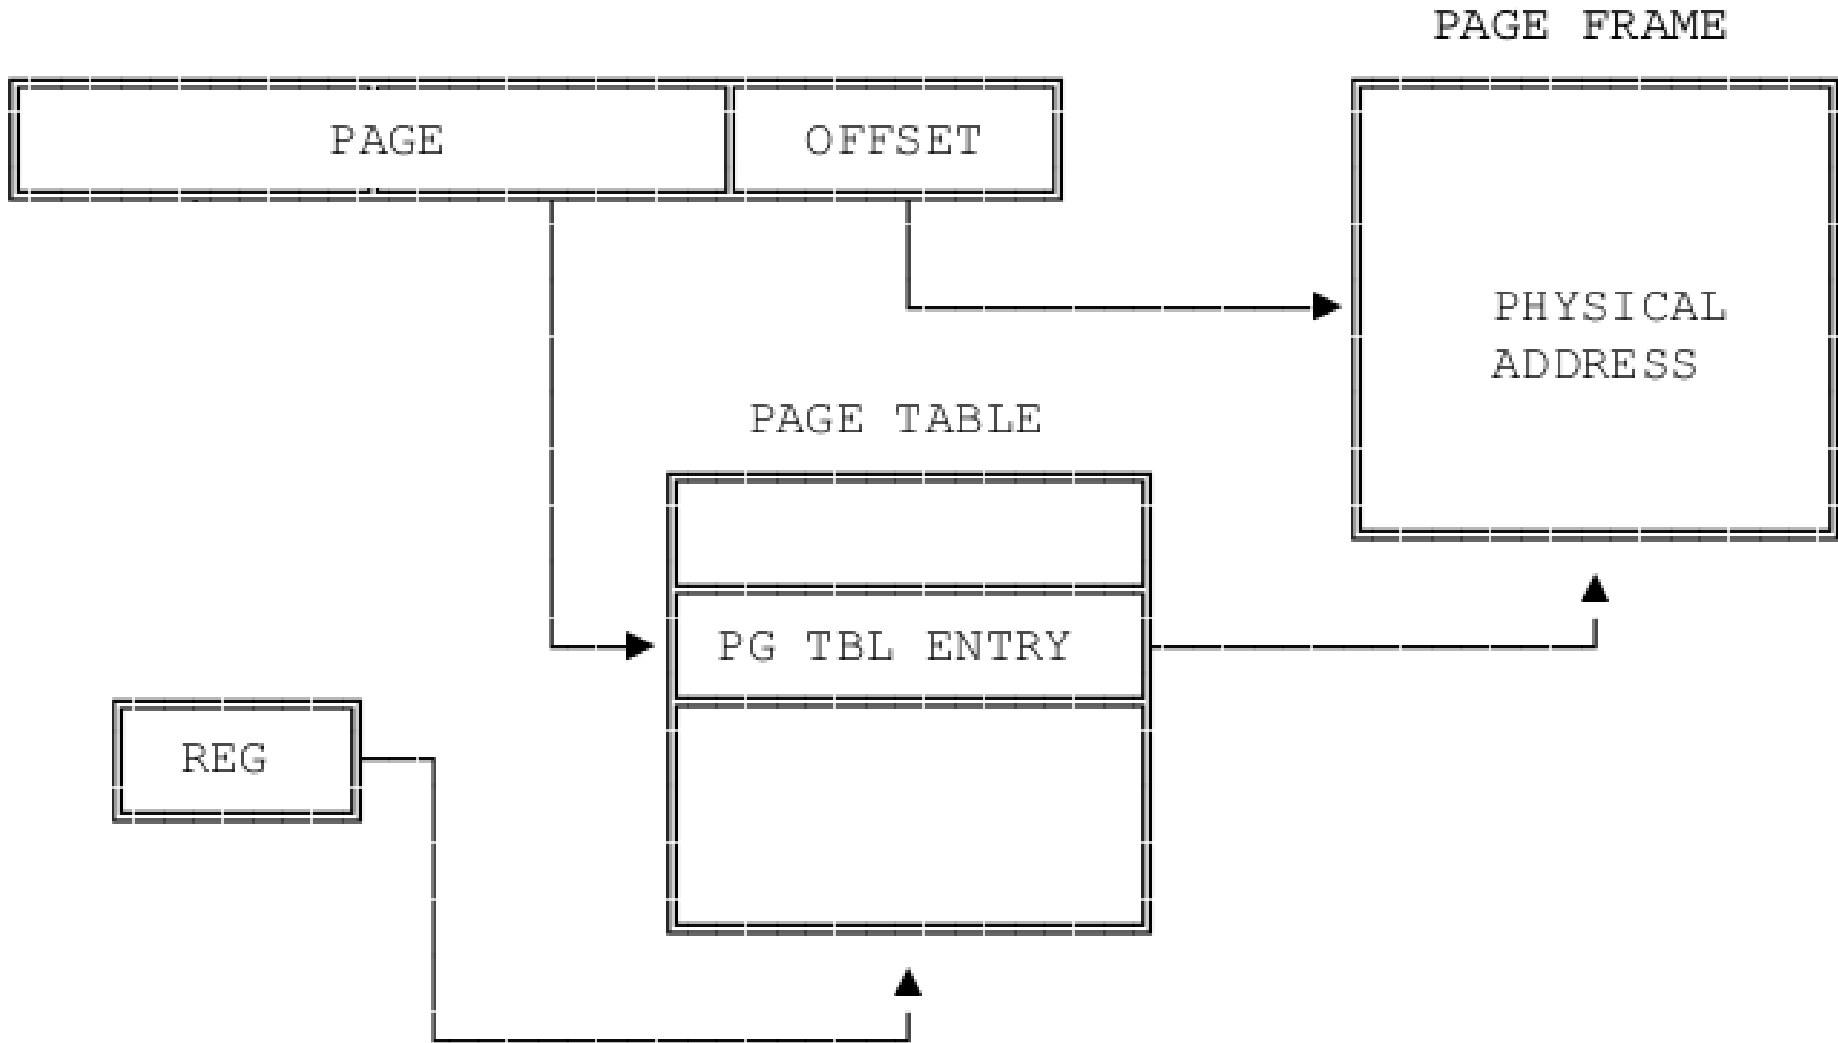 PAGE FRAME
PAGE
OFFSET
PHYSICAL
ADDRESS
PAGE TABLE
PG TBL ENTRY
REG